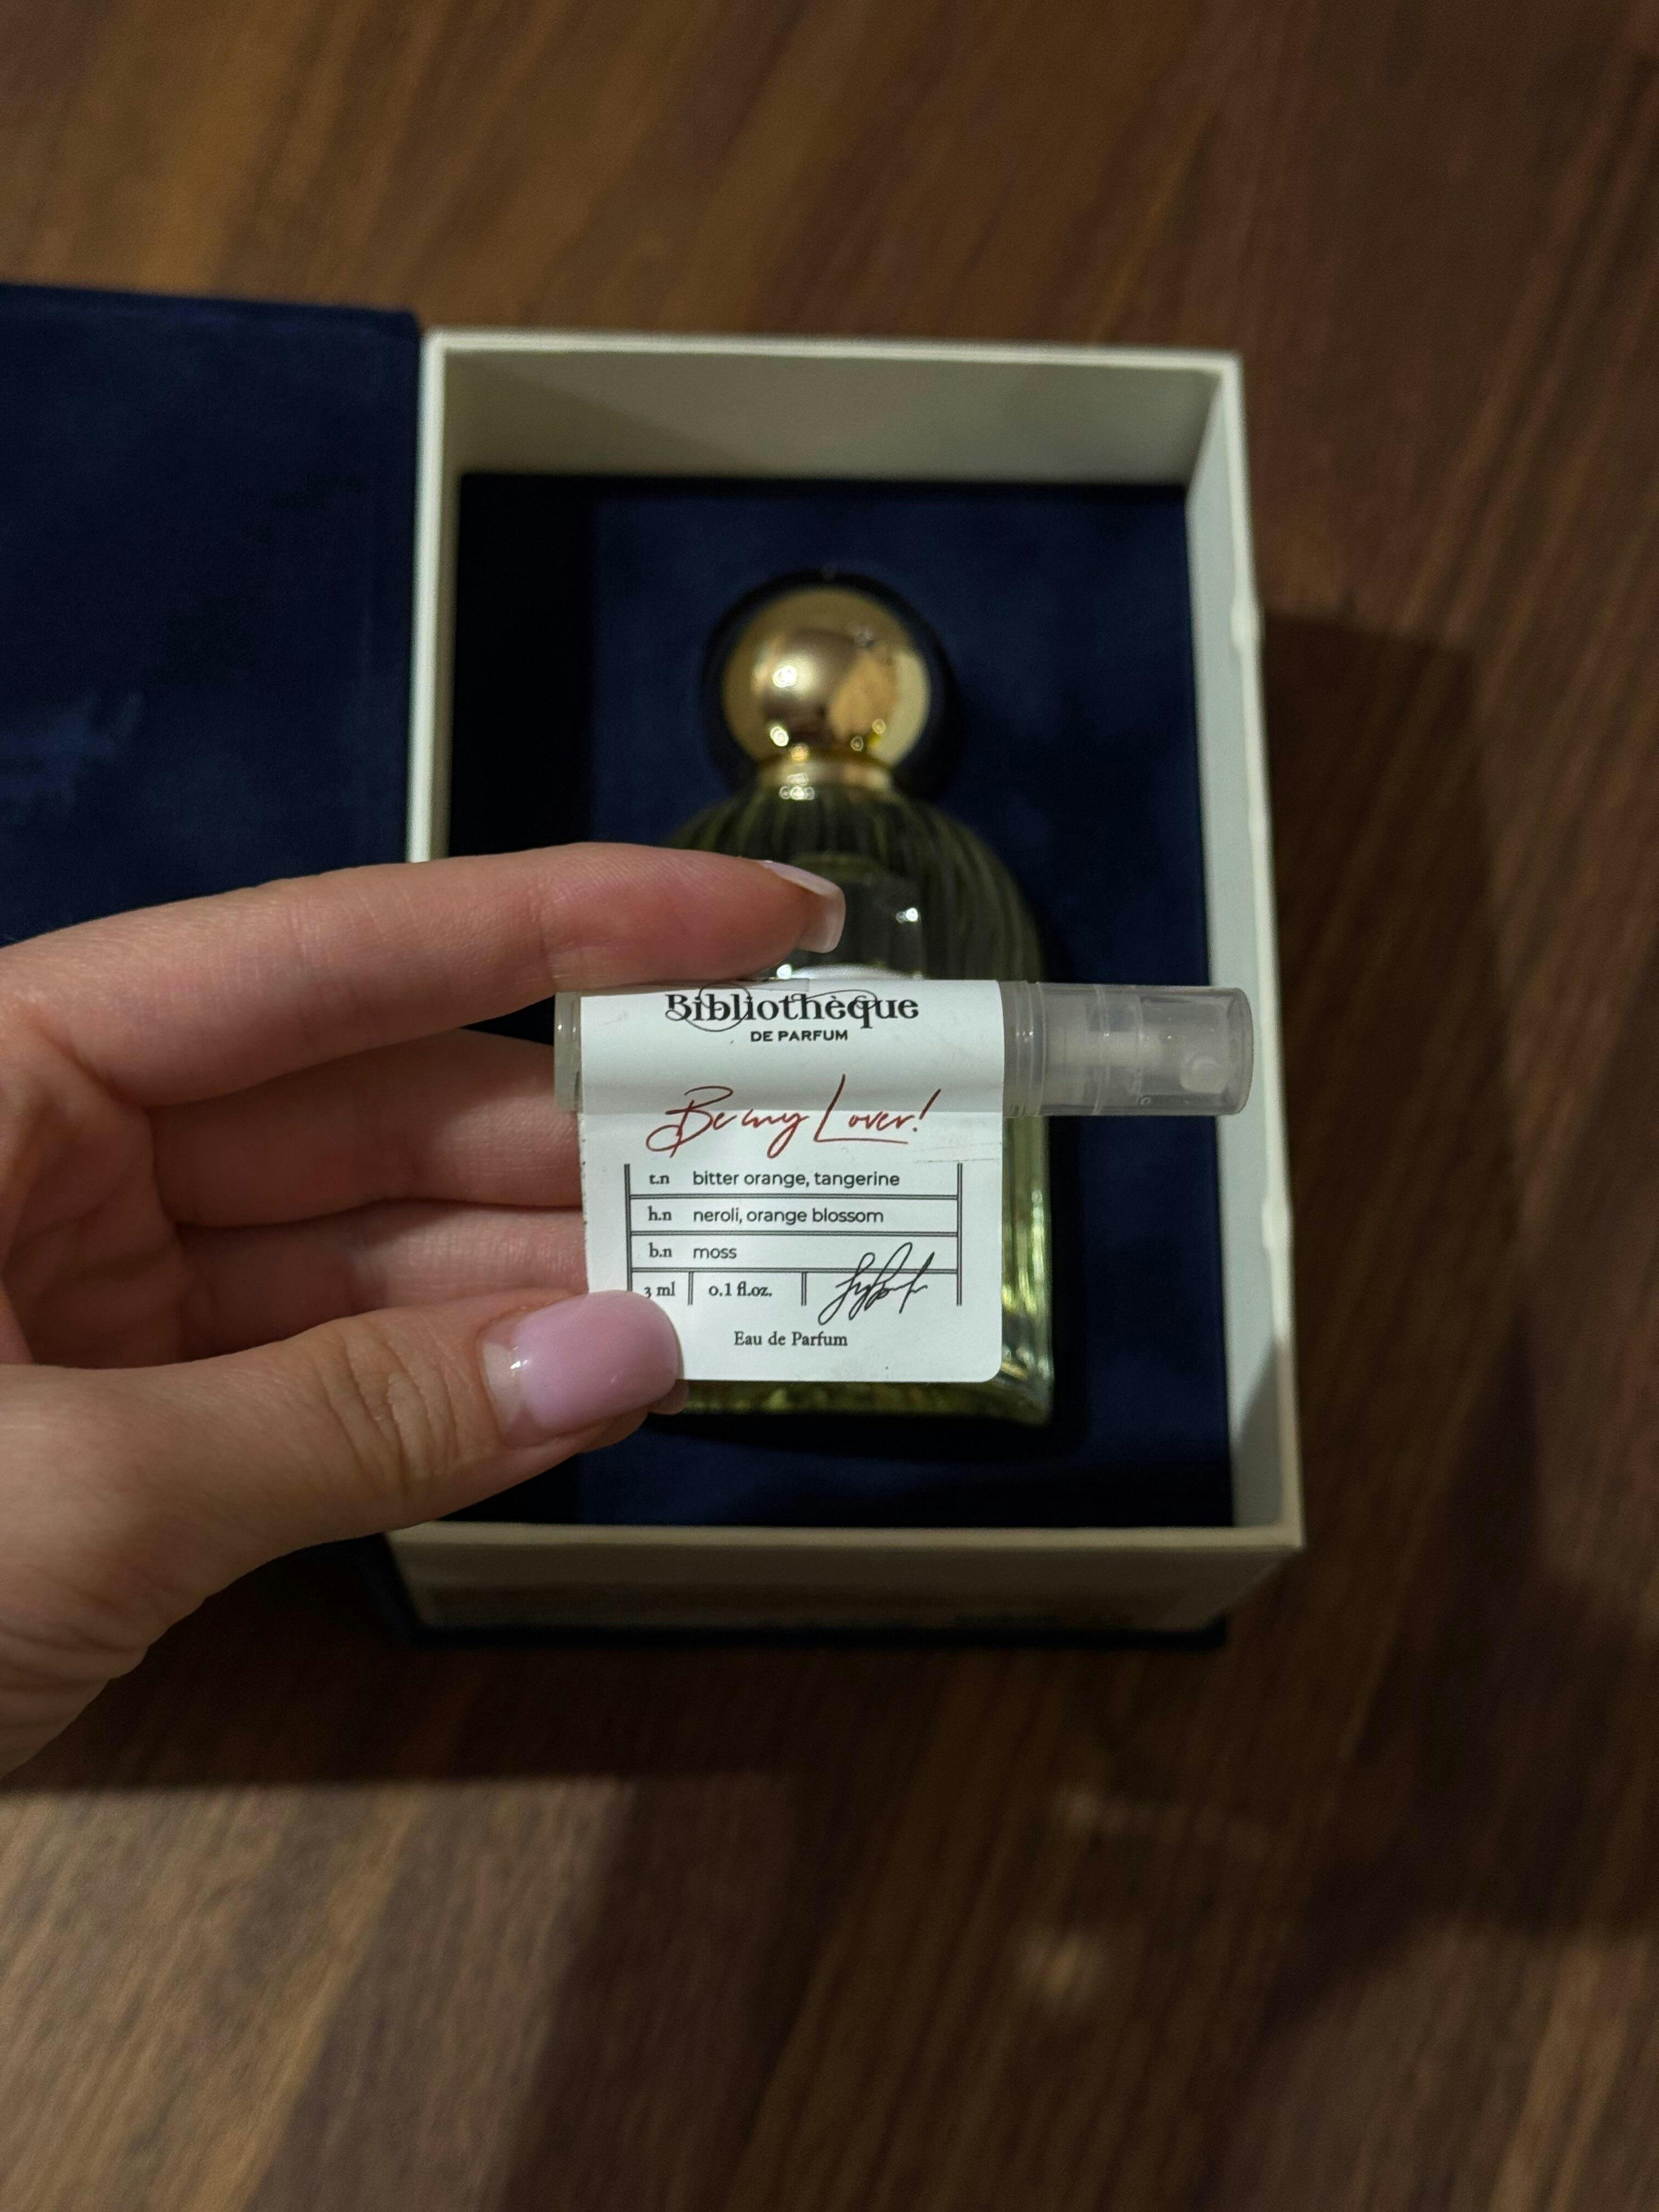 Bibliothèque
DE PARFUM
Be my Lover!
t.n bitter orange, tangerine
h.n neroli, orange blossom
b.n moss
3 ml 0.1 fl.oz.
Eau de Parfum